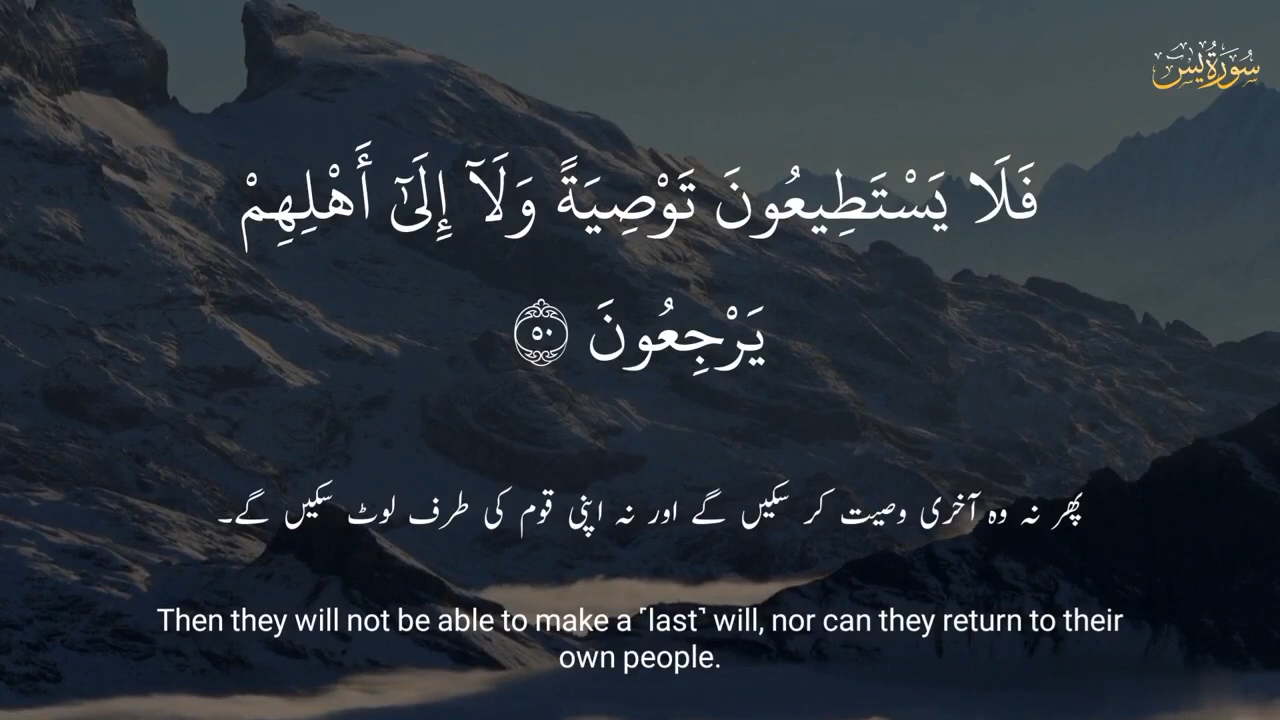 سُورَةُ يٰسٓ
فَلَا يَسْتَطِيعُونَ تَوْصِيَةً وَلَآ إِلَىٰٓ أَهْلِهِمْ
يَرْجِعُونَ ۝٥٠
پھر نہ وہ آخری وصیت کر سکیں گے اور نہ اپنی قوم کی طرف لوٹ سکیں گے۔
Then they will not be able to make a ˹last˺ will, nor can they return to their
own people.